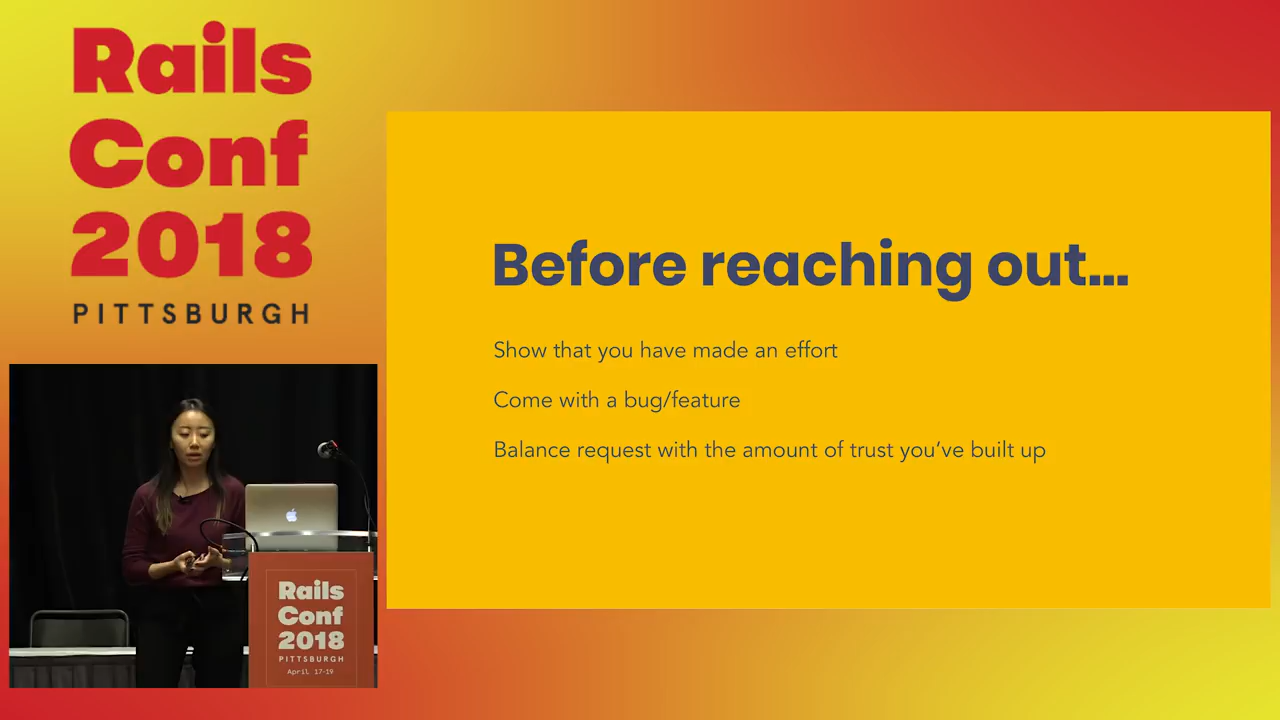 Rails
Conf
2018
PITTSBURGH
Before reaching out...
Show that you have made an effort
Come with a bug/feature
Balance request with the amount of trust you've built up
Rails
Conf
2018
PITTSBURGH
April 17-19